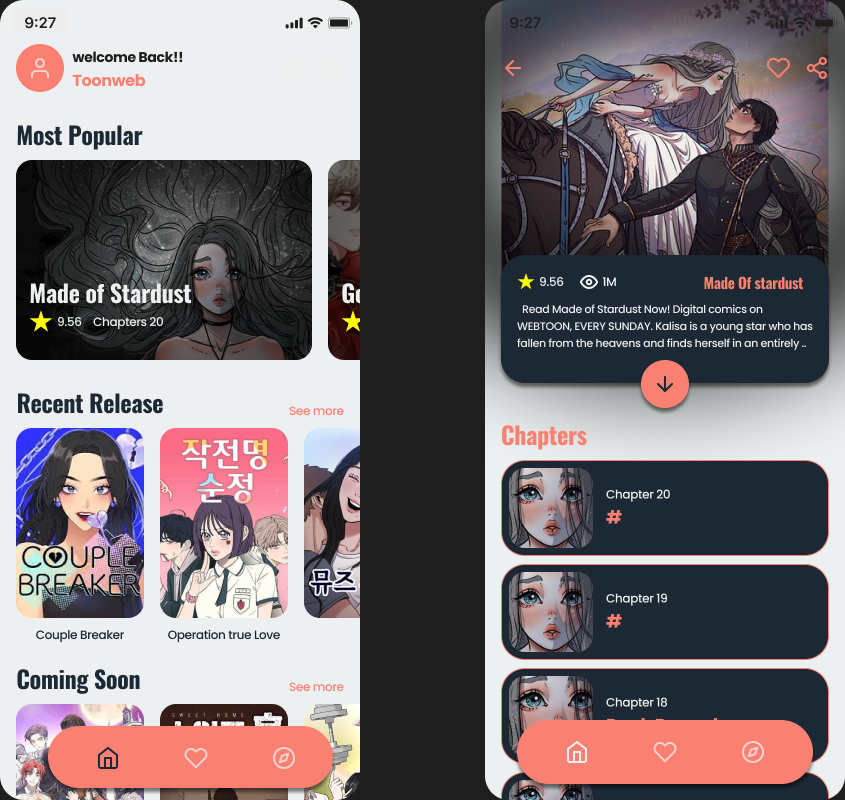 9:27
welcome Back!!
Toonweb
Most Popular
Made of Stardust
9.56 Chapters 20
Go
9.56
Recent Release
See more
작전명
순정
COUPLE
BREAKER
뮤즈
Couple Breaker
Operation true Love
Coming Soon
See more
SWEET HOME
9:27
9.56 1M Made Of stardust
Read Made of Stardust Now! Digital comics on
WEBTOON, EVERY SUNDAY. Kalisa is a young star who has
fallen from the heavens and finds herself in an entirely ..
Chapters
Chapter 20
#
Chapter 19
#
Chapter 18